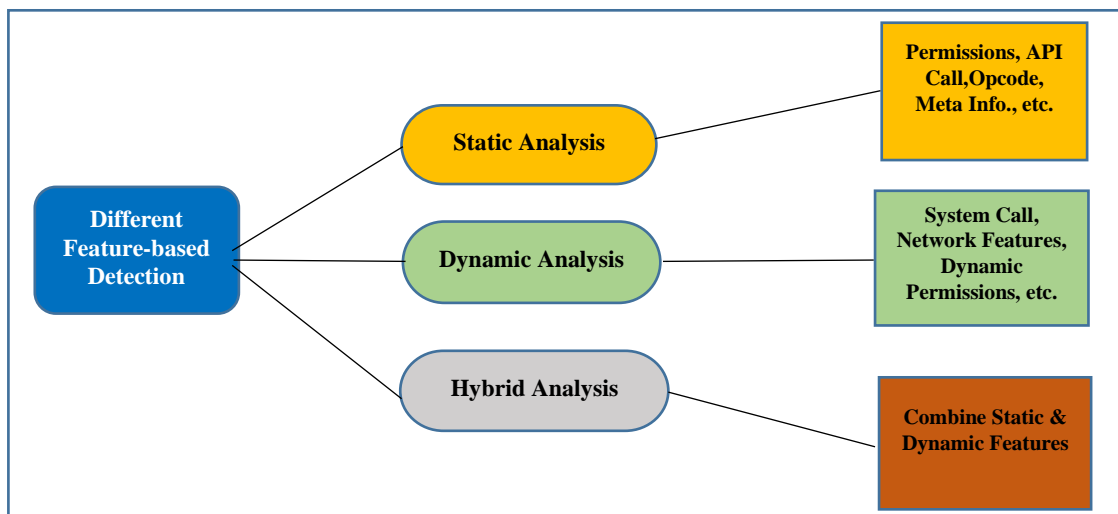 Different
Feature-based
Detection
Static Analysis
Permissions, API
Call,Opcode,
Meta Info., etc.
Dynamic Analysis
System Call,
Network Features,
Dynamic
Permissions, etc.
Hybrid Analysis
Combine Static &
Dynamic Features